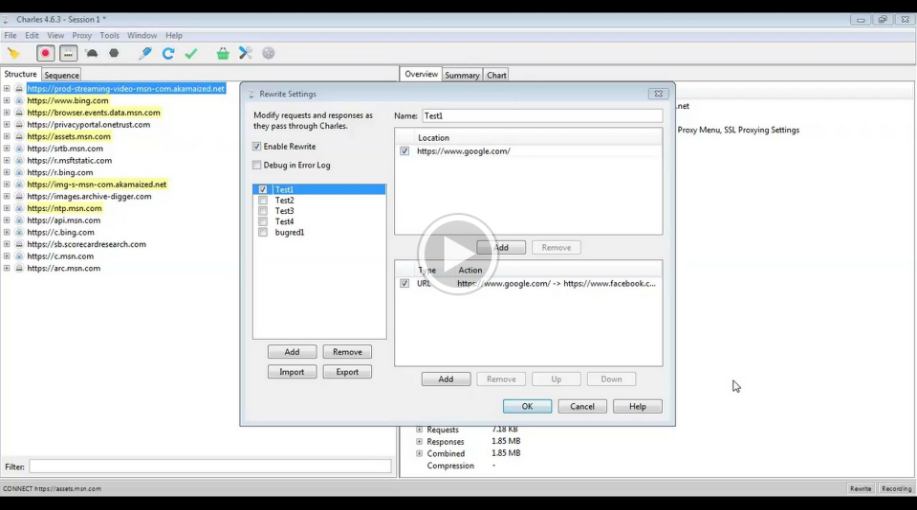 Charles 4.6.3 - Session 1 *
File Edit View Proxy Tools Window Help
Structure Sequence
Overview Summary Chart
https://prod-streaming-video-msn-com.akamaized.net
https://www.bing.com
https://browser.events.data.msn.com
https://privacyportal.onetrust.com
https://assets.msn.com
https://srtb.msn.com
https://r.msftstatic.com
https://r.bing.com
https://img-s-msn-com.akamaized.net
https://images.archive-digger.com
https://ntp.msn.com
https://api.msn.com
https://c.bing.com
https://sb.scorecardresearch.com
https://c.msn.com
https://arc.msn.com
Filter:
Rewrite Settings
Modify requests and responses as
they pass through Charles.
Enable Rewrite
Debug in Error Log
Test1
Test2
Test3
Test4
bugred1
Add Remove
Import Export
Name: Test1
Location
https://www.google.com/
Add Remove
Type Action
URL https://www.google.com/ -> https://www.facebook.c...
Add Remove Up Down
OK Cancel Help
.net
Proxy Menu, SSL Proxying Settings
Requests 7.18 KB
Responses 1.85 MB
Combined 1.85 MB
Compression -
CONNECT https://assets.msn.com
Rewrite Recording